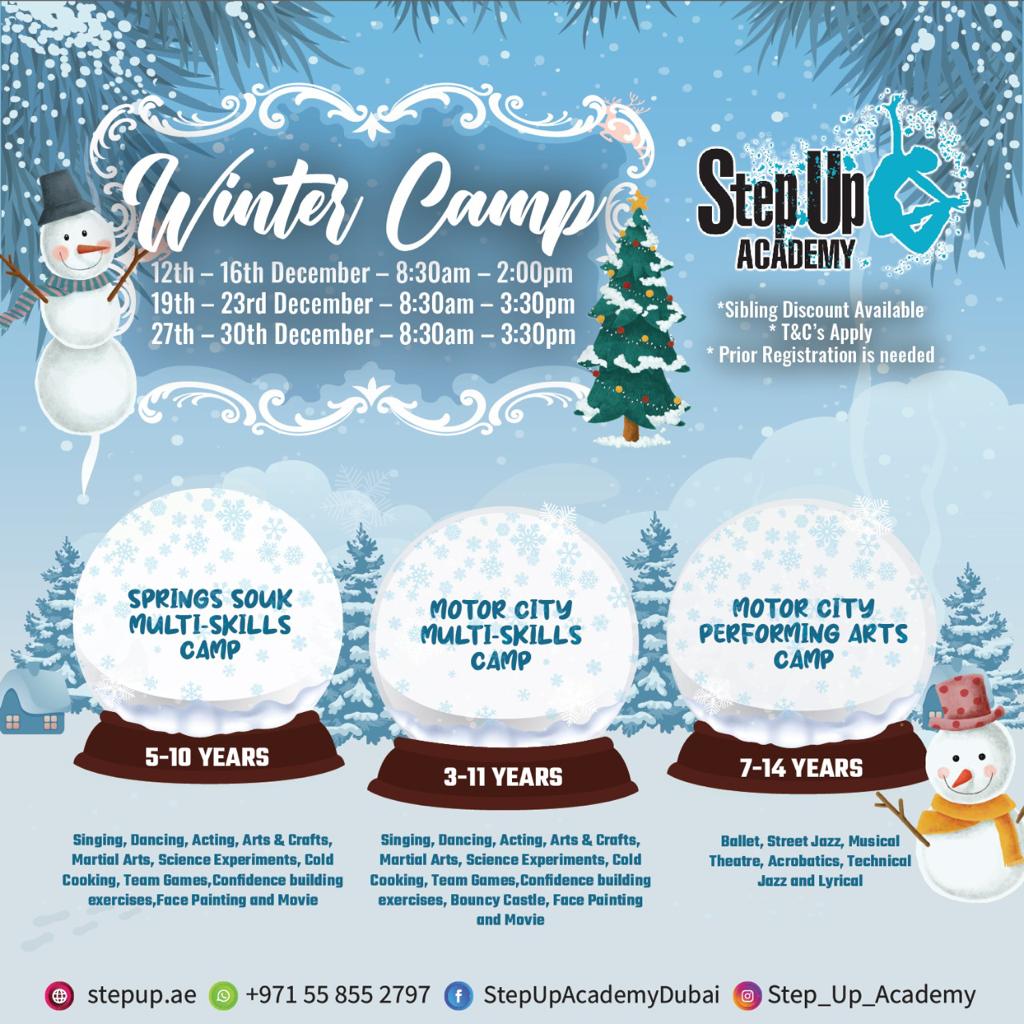 Winter Camp
12th – 16th December – 8:30am – 2:00pm
19th – 23rd December – 8:30am – 3:30pm
27th – 30th December – 8:30am – 3:30pm
Step Up
ACADEMY
*Sibling Discount Available
* T&C's Apply
* Prior Registration is needed
SPRINGS SOUK
MULTI-SKILLS
CAMP
5-10 YEARS
Singing, Dancing, Acting, Arts & Crafts,
Martial Arts, Science Experiments, Cold
Cooking, Team Games,Confidence building
exercises,Face Painting and Movie
MOTOR CITY
MULTI-SKILLS
CAMP
3-11 YEARS
Singing, Dancing, Acting, Arts & Crafts,
Martial Arts, Science Experiments, Cold
Cooking, Team Games,Confidence building
exercises, Bouncy Castle, Face Painting
and Movie
MOTOR CITY
PERFORMING ARTS
CAMP
7-14 YEARS
Ballet, Street Jazz, Musical
Theatre, Acrobatics, Technical
Jazz and Lyrical
stepup.ae +971 55 855 2797 StepUpAcademyDubai Step_Up_Academy